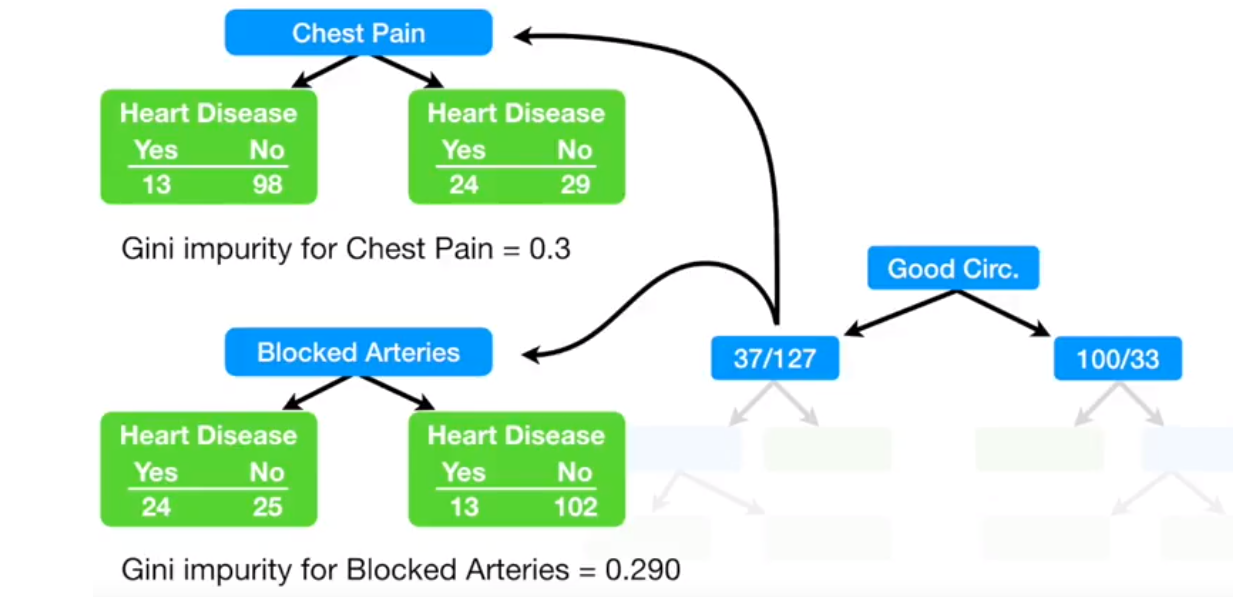 Chest Pain
Heart Disease
Yes No
13 98
Heart Disease
Yes No
24 29
Gini impurity for Chest Pain = 0.3
Good Circ.
37/127
100/33
Blocked Arteries
Heart Disease
Yes No
24 25
Heart Disease
Yes No
13 102
Gini impurity for Blocked Arteries = 0.290